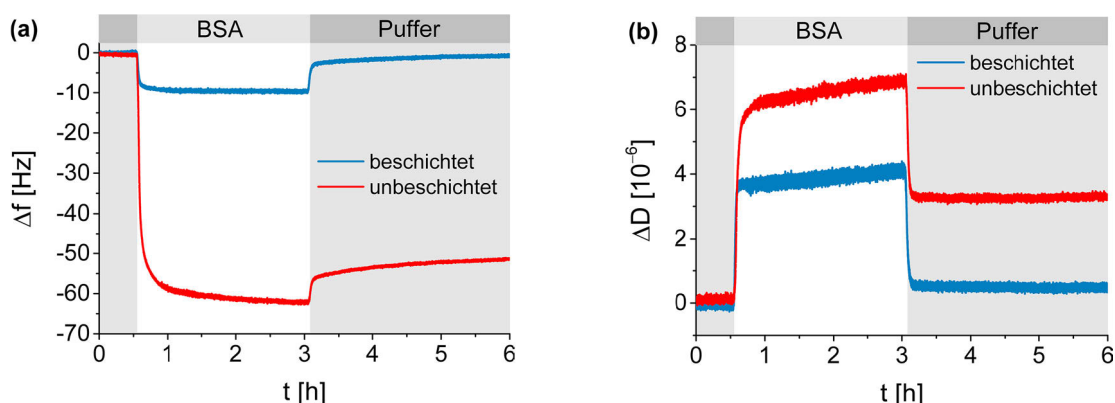 (a)
BSA
Puffer
0
-10
-20
-30
-40
-50
-60
-70
Δf [Hz]
beschichtet
unbeschichtet
0 1 2 3 4 5 6
t [h]
(b)
BSA
Puffer
8
6
4
2
0
ΔD [10⁻⁶]
beschichtet
unbeschichtet
0 1 2 3 4 5 6
t [h]